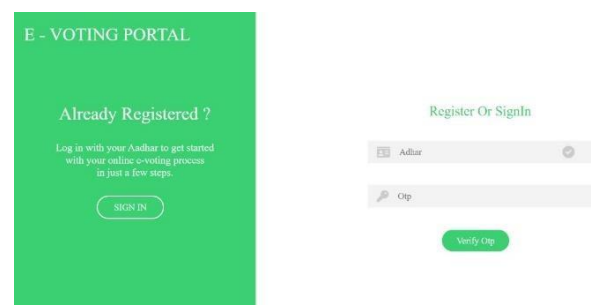 E - VOTING PORTAL
Already Registered ?
Log in with your Aadhar to get started
with your online e-voting process
in just a few steps.
SIGN IN
Register Or SignIn
Adhar
Otp
Verify Otp